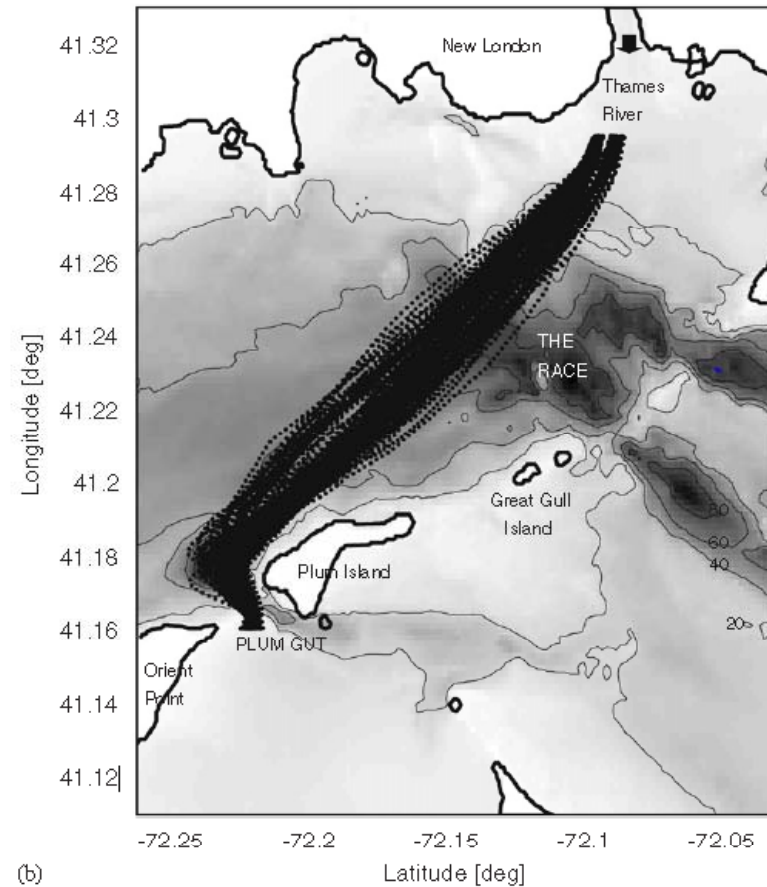 41.32
41.3
41.28
41.26
41.24
41.22
41.2
41.18
41.16
41.14
41.12
Longitude [deg]
New London
Thames
River
THE
RACE
Great Gull
Island
Plum Island
PLUM GUT
Orient
Point
80
60
40
20
-72.25
-72.2
-72.15
-72.1
-72.05
Latitude [deg]
(b)